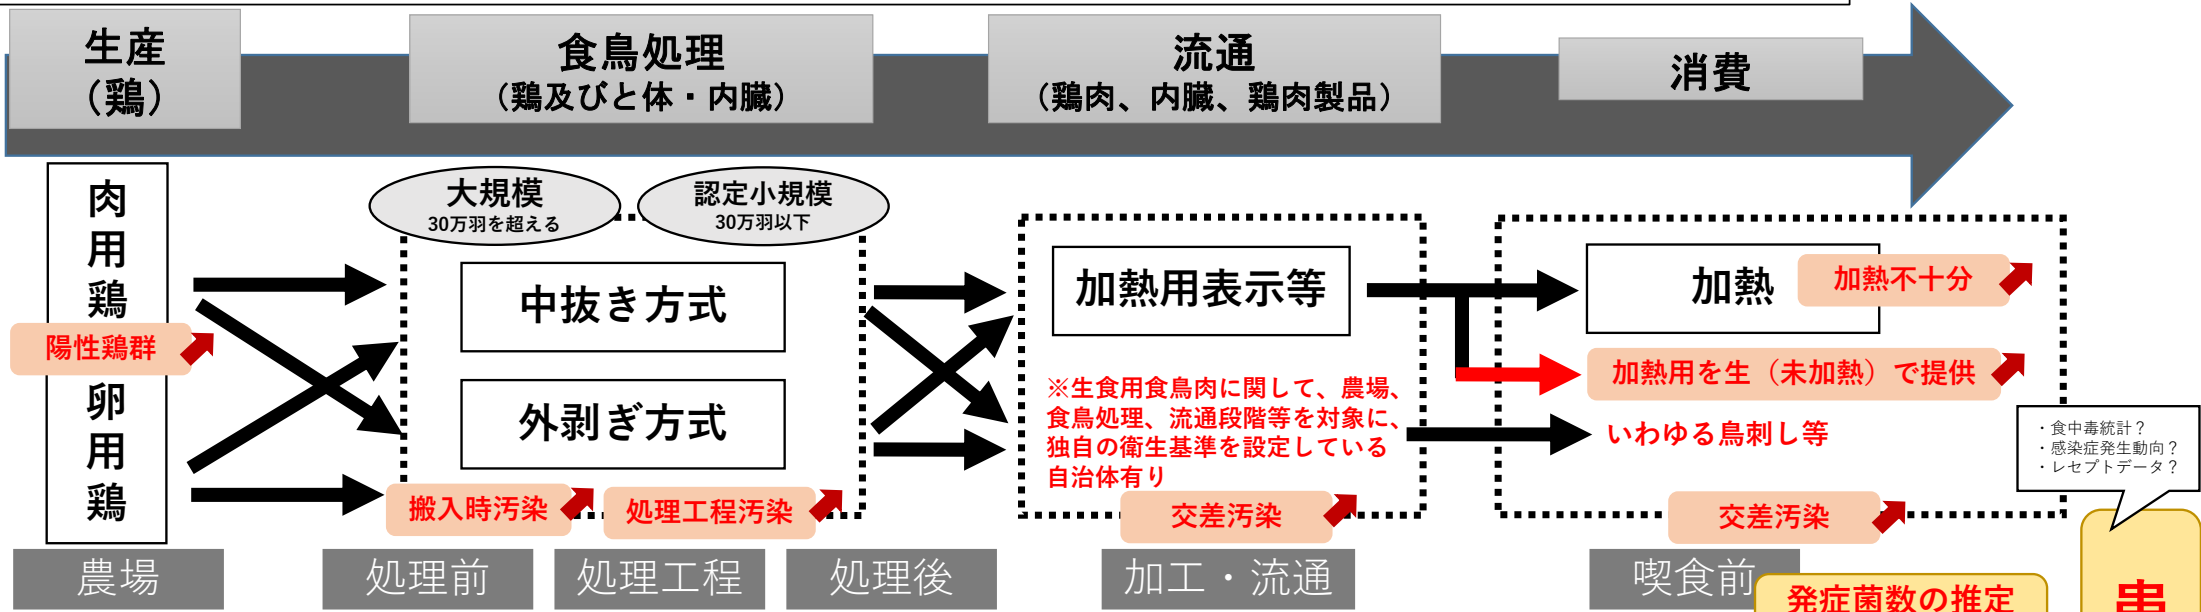 生産
（鶏）
食鳥処理
（鶏及びと体・内臓）
流通
（鶏肉、内臓、鶏肉製品）
消費
肉用鶏
卵用鶏
陽性鶏群
大規模
30万羽を超える
認定小規模
30万羽以下
中抜き方式
外剥ぎ方式
搬入時汚染
処理工程汚染
加熱用表示等
※生食用食鳥肉に関して、農場、
食鳥処理、流通段階等を対象に、
独自の衛生基準を設定している
自治体有り
交差汚染
加熱
加熱不十分
加熱用を生（未加熱）で提供
いわゆる鳥刺し等
交差汚染
・食中毒統計？
・感染症発生動向？
・レセプトデータ？
農場
処理前
処理工程
処理後
加工・流通
喫食前
発症菌数の推定